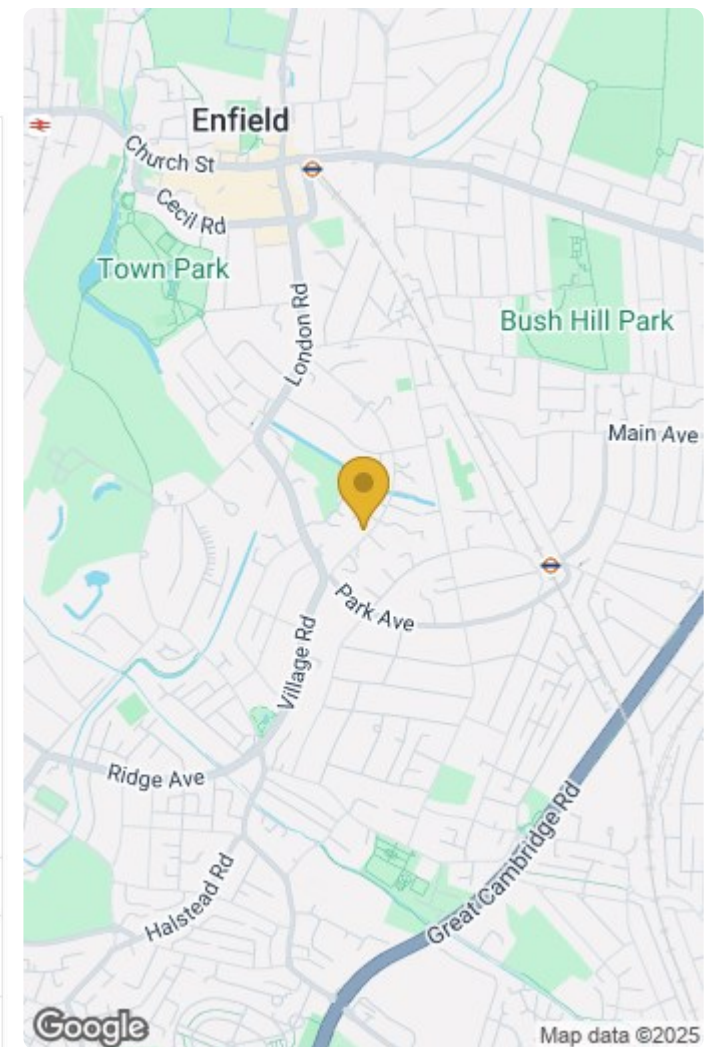 Enfield
Church St
Cecil Rd
Town Park
London Rd
Bush Hill Park
Main Ave
Park Ave
Village Rd
Ridge Ave
Great Cambridge Rd
Halstead Rd
Google
Map data ©2025